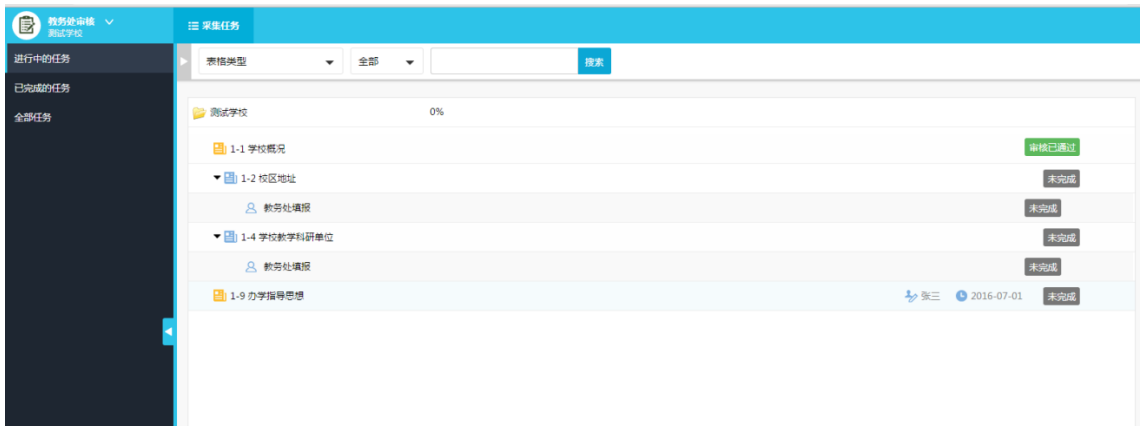 教务处审核
测试学校
采集任务
进行中的任务
已完成的任务
全部任务
表格类型 全部 搜索
测试学校 0%
1-1 学校概况 审核已通过
1-2 校区地址 未完成
教务处填报 未完成
1-4 学校教学科研单位 未完成
教务处填报 未完成
1-9 办学指导思想 张三 2016-07-01 未完成